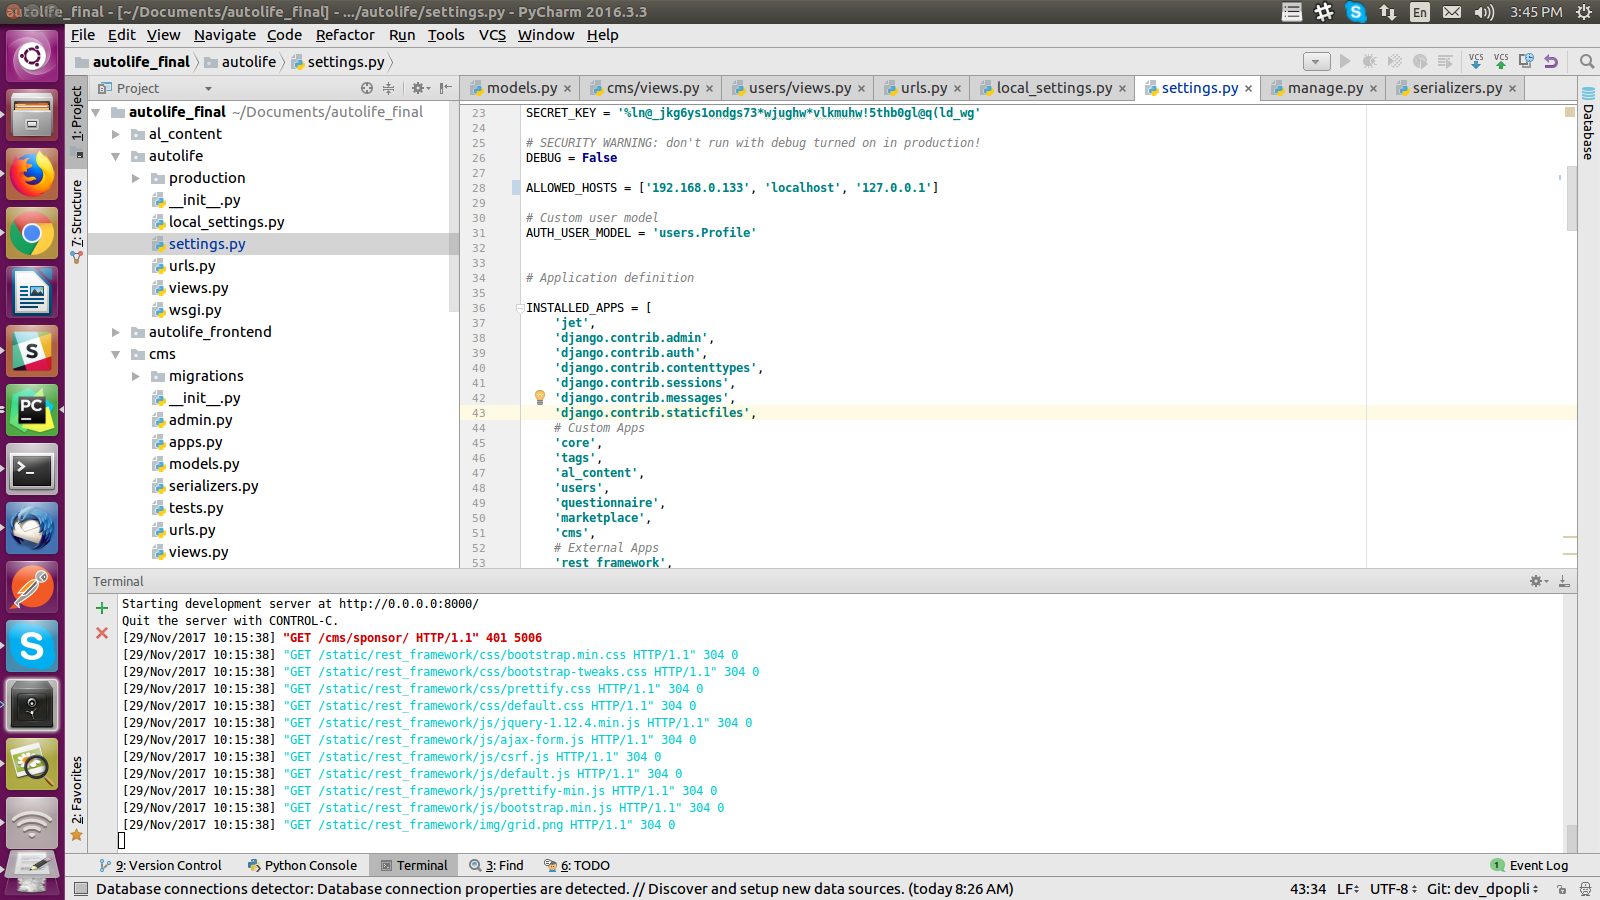 autolife_final - [~/Documents/autolife_final] - .../autolife/settings.py - PyCharm 2016.3.3
En
3:45 PM
File Edit View Navigate Code Refactor Run Tools VCS Window Help
autolife_final autolife settings.py
VCS VCS
1: Project
7: Structure
2: Favorites
Project
autolife_final ~/Documents/autolife_final
al_content
autolife
production
__init__.py
local_settings.py
settings.py
urls.py
views.py
wsgi.py
autolife_frontend
cms
migrations
__init__.py
admin.py
apps.py
models.py
serializers.py
tests.py
urls.py
views.py
models.py × cms/views.py × users/views.py × urls.py × local_settings.py × settings.py × manage.py × serializers.py ×
Database
23 SECRET_KEY = '%ln@_jkg6ys1ondgs73*wjughw*vlkmuhw!5thb0gl@q(ld_wg'
24
25 # SECURITY WARNING: don't run with debug turned on in production!
26 DEBUG = False
27
28 ALLOWED_HOSTS = ['192.168.0.133', 'localhost', '127.0.0.1']
29
30 # Custom user model
31 AUTH_USER_MODEL = 'users.Profile'
32
33
34 # Application definition
35
36 INSTALLED_APPS = [
37 'jet',
38 'django.contrib.admin',
39 'django.contrib.auth',
40 'django.contrib.contenttypes',
41 'django.contrib.sessions',
42 'django.contrib.messages',
43 'django.contrib.staticfiles',
44 # Custom Apps
45 'core',
46 'tags',
47 'al_content',
48 'users',
49 'questionnaire',
50 'marketplace',
51 'cms',
52 # External Apps
53 'rest_framework',
Terminal
Starting development server at http://0.0.0.0:8000/
Quit the server with CONTROL-C.
[29/Nov/2017 10:15:38] "GET /cms/sponsor/ HTTP/1.1" 401 5006
[29/Nov/2017 10:15:38] "GET /static/rest_framework/css/bootstrap.min.css HTTP/1.1" 304 0
[29/Nov/2017 10:15:38] "GET /static/rest_framework/css/bootstrap-tweaks.css HTTP/1.1" 304 0
[29/Nov/2017 10:15:38] "GET /static/rest_framework/css/prettify.css HTTP/1.1" 304 0
[29/Nov/2017 10:15:38] "GET /static/rest_framework/css/default.css HTTP/1.1" 304 0
[29/Nov/2017 10:15:38] "GET /static/rest_framework/js/jquery-1.12.4.min.js HTTP/1.1" 304 0
[29/Nov/2017 10:15:38] "GET /static/rest_framework/js/ajax-form.js HTTP/1.1" 304 0
[29/Nov/2017 10:15:38] "GET /static/rest_framework/js/csrf.js HTTP/1.1" 304 0
[29/Nov/2017 10:15:38] "GET /static/rest_framework/js/default.js HTTP/1.1" 304 0
[29/Nov/2017 10:15:38] "GET /static/rest_framework/js/prettify-min.js HTTP/1.1" 304 0
[29/Nov/2017 10:15:38] "GET /static/rest_framework/js/bootstrap.min.js HTTP/1.1" 304 0
[29/Nov/2017 10:15:38] "GET /static/rest_framework/img/grid.png HTTP/1.1" 304 0
9: Version Control Python Console Terminal 3: Find 6: TODO 1 Event Log
Database connections detector: Database connection properties are detected. // Discover and setup new data sources. (today 8:26 AM) 43:34 LF UTF-8 Git: dev_dpopli